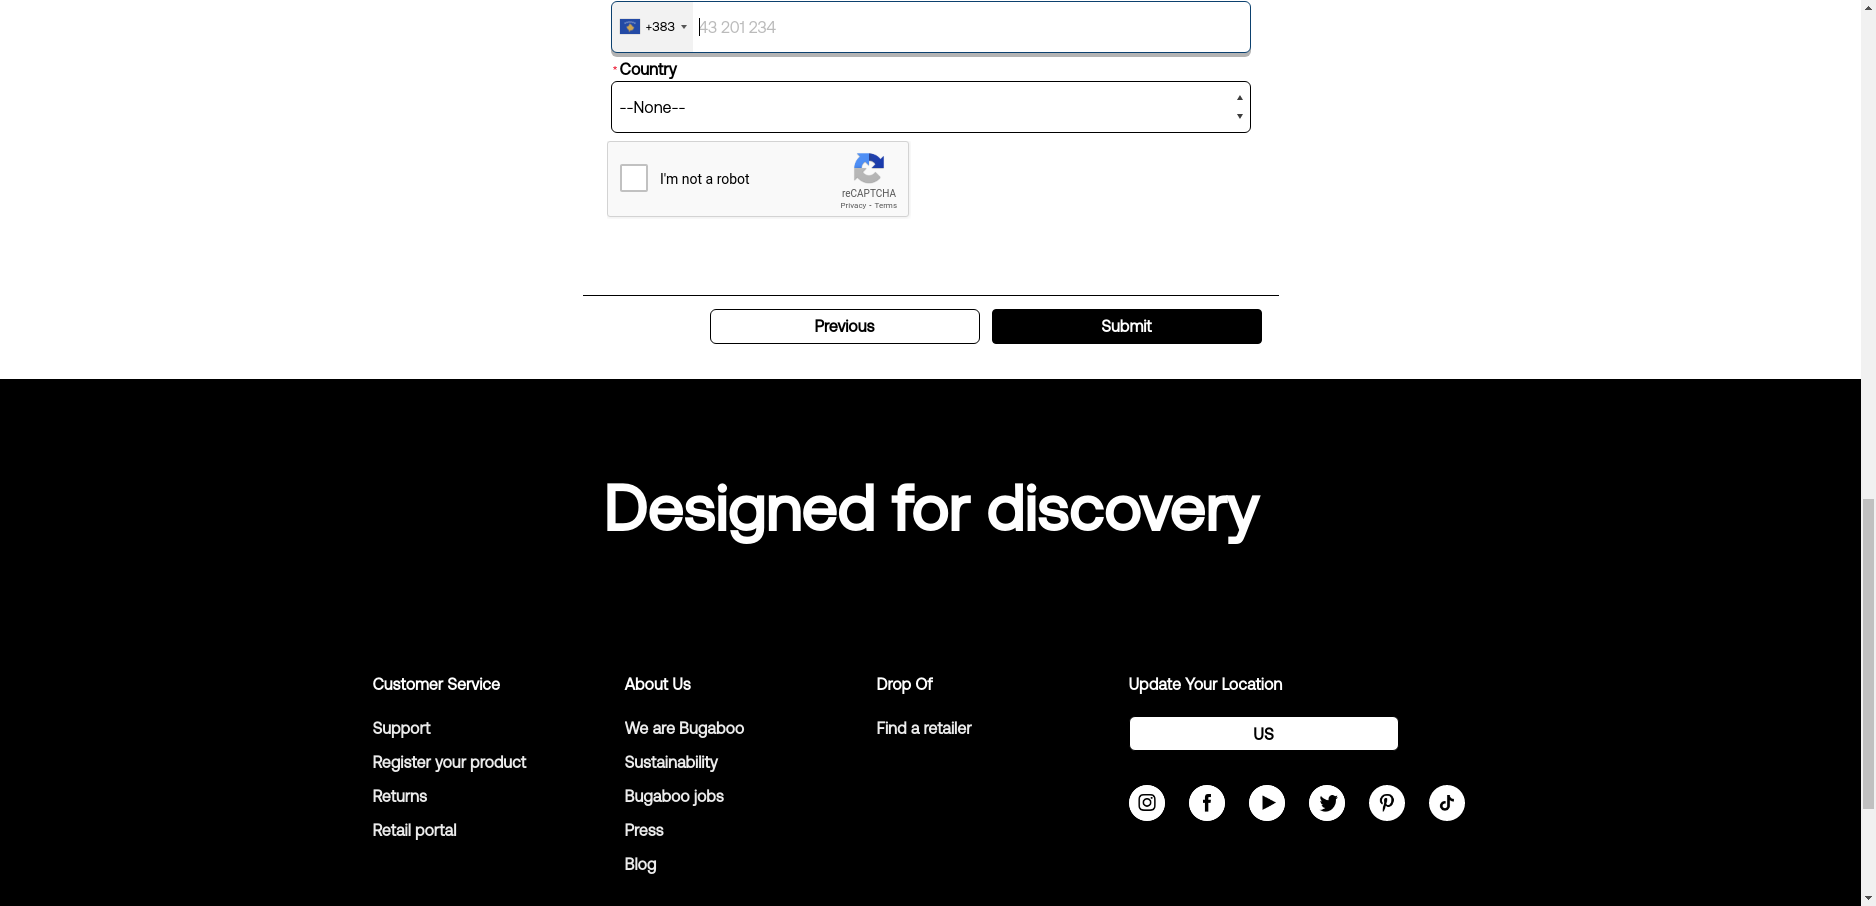 +383
43 201 234
* Country
--None--
I'm not a robot
reCAPTCHA
Privacy - Terms
Previous
Submit
Designed for discovery
Customer Service
Support
Register your product
Returns
Retail portal
About Us
We are Bugaboo
Sustainability
Bugaboo jobs
Press
Blog
Drop Of
Find a retailer
Update Your Location
US